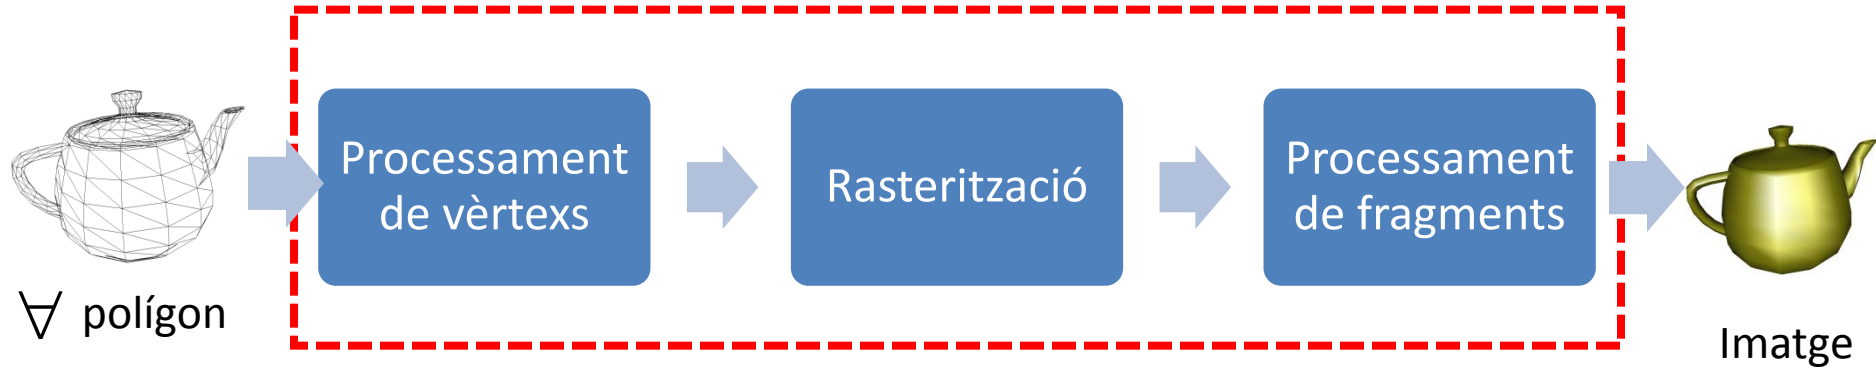 ∀ polígon
Processament
de vèrtexs
Rasterització
Processament
de fragments
Imatge